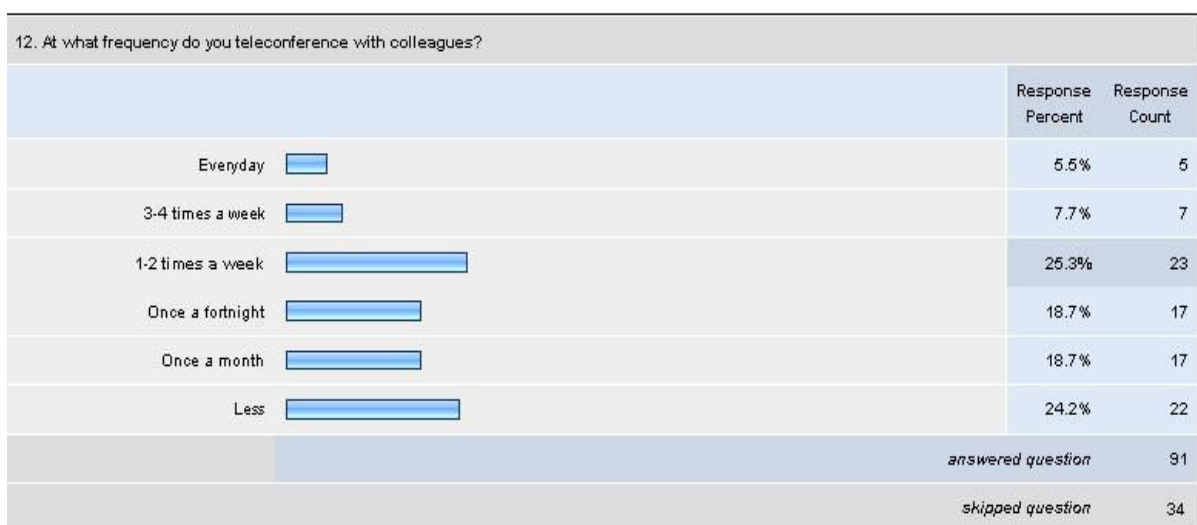 12. At what frequency do you teleconference with colleagues?
Response Percent Response Count
Everyday 5.5% 5
3-4 times a week 7.7% 7
1-2 times a week 25.3% 23
Once a fortnight 18.7% 17
Once a month 18.7% 17
Less 24.2% 22
answered question 91
skipped question 34